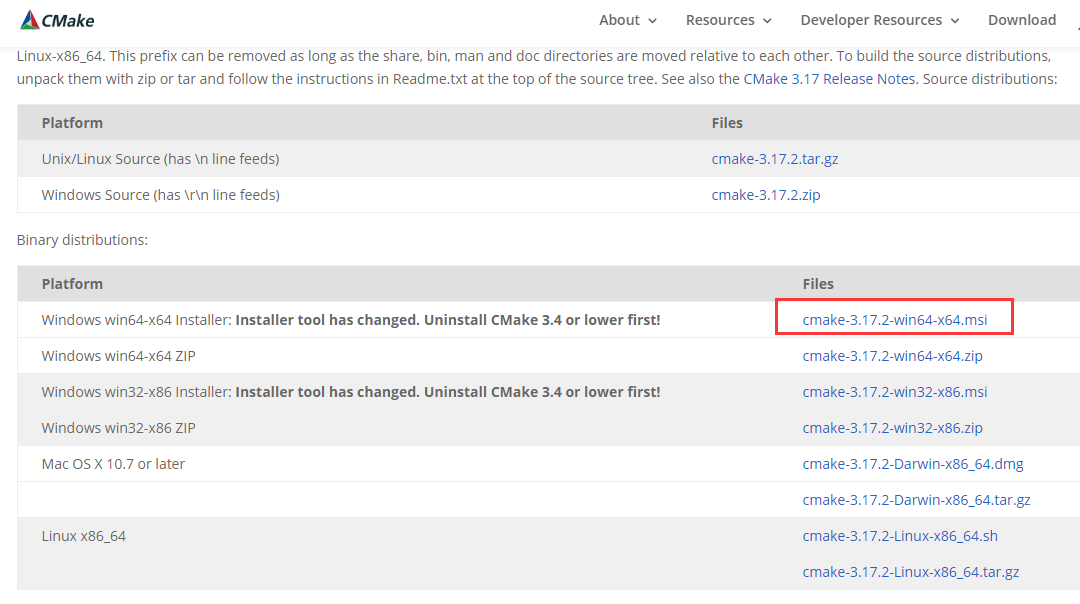 CMake About Resources Developer Resources Download
Linux-x86_64. This prefix can be removed as long as the share, bin, man and doc directories are moved relative to each other. To build the source distributions,
unpack them with zip or tar and follow the instructions in Readme.txt at the top of the source tree. See also the CMake 3.17 Release Notes. Source distributions:
Platform Files
Unix/Linux Source (has \n line feeds) cmake-3.17.2.tar.gz
Windows Source (has \r\n line feeds) cmake-3.17.2.zip
Binary distributions:
Platform Files
Windows win64-x64 Installer: Installer tool has changed. Uninstall CMake 3.4 or lower first! cmake-3.17.2-win64-x64.msi
Windows win64-x64 ZIP cmake-3.17.2-win64-x64.zip
Windows win32-x86 Installer: Installer tool has changed. Uninstall CMake 3.4 or lower first! cmake-3.17.2-win32-x86.msi
Windows win32-x86 ZIP cmake-3.17.2-win32-x86.zip
Mac OS X 10.7 or later cmake-3.17.2-Darwin-x86_64.dmg
cmake-3.17.2-Darwin-x86_64.tar.gz
Linux x86_64 cmake-3.17.2-Linux-x86_64.sh
cmake-3.17.2-Linux-x86_64.tar.gz